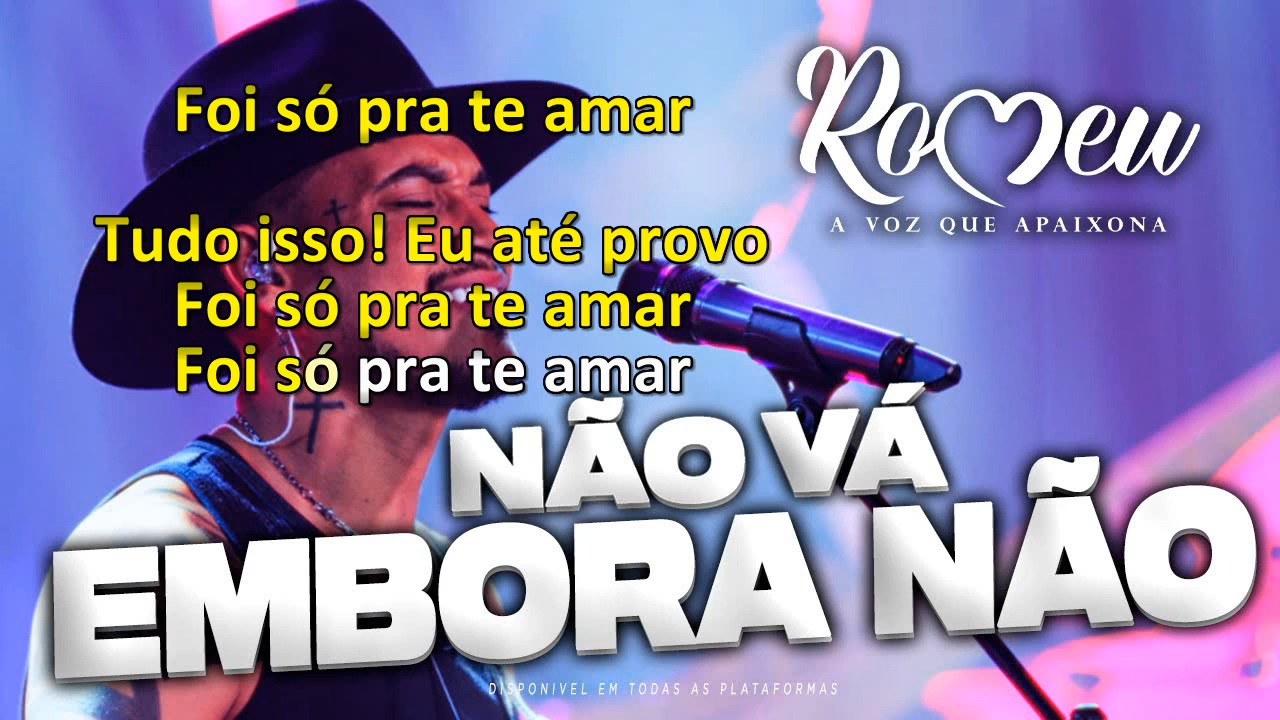 Foi só pra te amar
Tudo isso! Eu até provo
Foi só pra te amar
Foi só pra te amar
Romeu
A VOZ QUE APAIXONA
NÃO VÁ
EMBORA NÃO
DISPONIVEL EM TODAS AS PLATAFORMAS